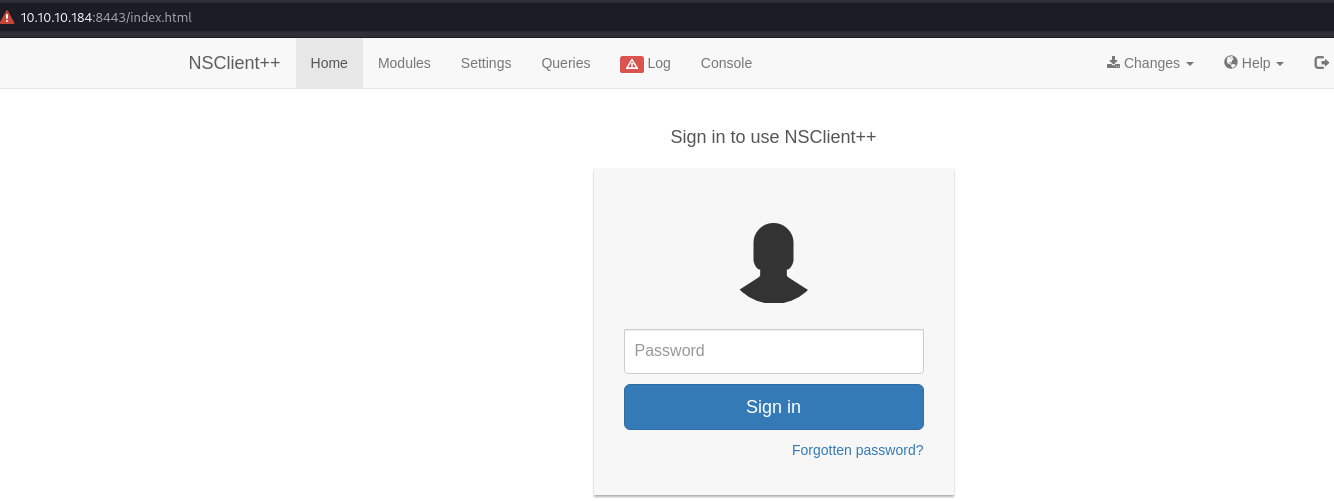 10.10.10.184:8443/index.html
NSClient++ Home Modules Settings Queries Log Console Changes Help
Sign in to use NSClient++
Password
Sign in
Forgotten password?